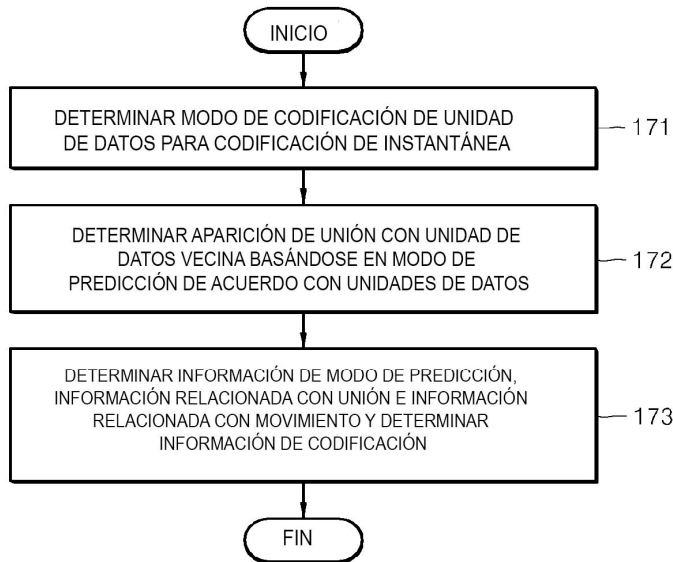 INICIO
DETERMINAR MODO DE CODIFICACIÓN DE UNIDAD
DE DATOS PARA CODIFICACIÓN DE INSTANTÁNEA
171
DETERMINAR APARICIÓN DE UNIÓN CON UNIDAD DE
DATOS VECINA BASÁNDOSE EN MODO DE
PREDICCIÓN DE ACUERDO CON UNIDADES DE DATOS
172
DETERMINAR INFORMACIÓN DE MODO DE PREDICCIÓN,
INFORMACIÓN RELACIONADA CON UNIÓN E INFORMACIÓN
RELACIONADA CON MOVIMIENTO Y DETERMINAR
INFORMACIÓN DE CODIFICACIÓN
173
FIN